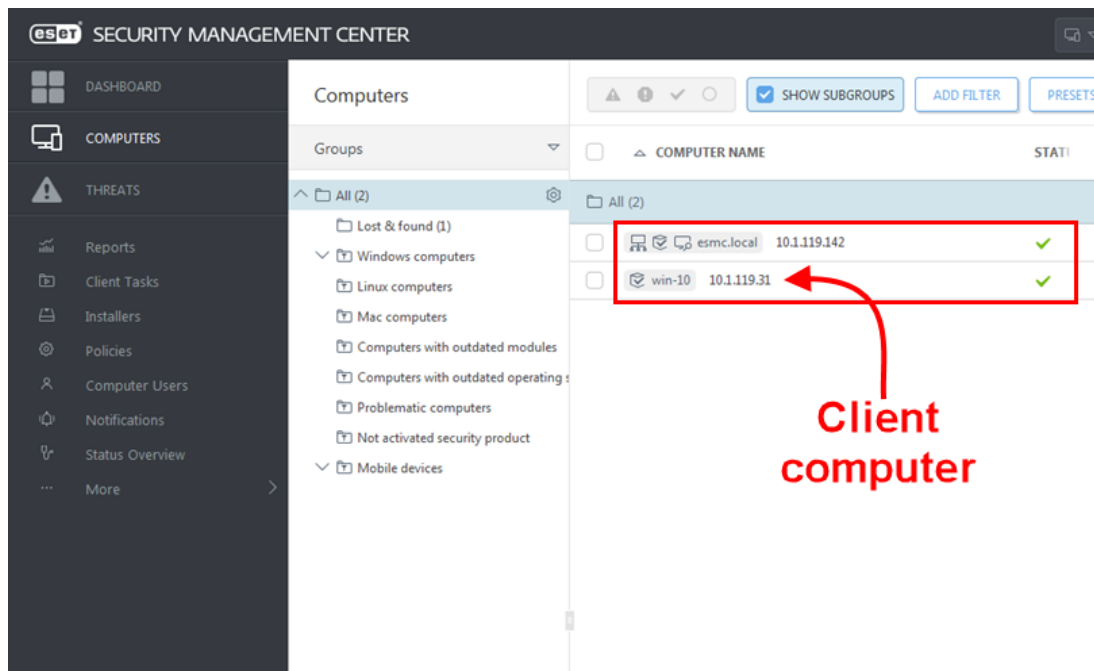 eset SECURITY MANAGEMENT CENTER
DASHBOARD
COMPUTERS
THREATS
Reports
Client Tasks
Installers
Policies
Computer Users
Notifications
Status Overview
More
Computers
Groups
All (2)
Lost & found (1)
Windows computers
Linux computers
Mac computers
Computers with outdated modules
Computers with outdated operating s
Problematic computers
Not activated security product
Mobile devices
SHOW SUBGROUPS ADD FILTER PRESETS
COMPUTER NAME STATU
All (2)
esmc.local 10.1.119.142
win-10 10.1.119.31
Client
computer